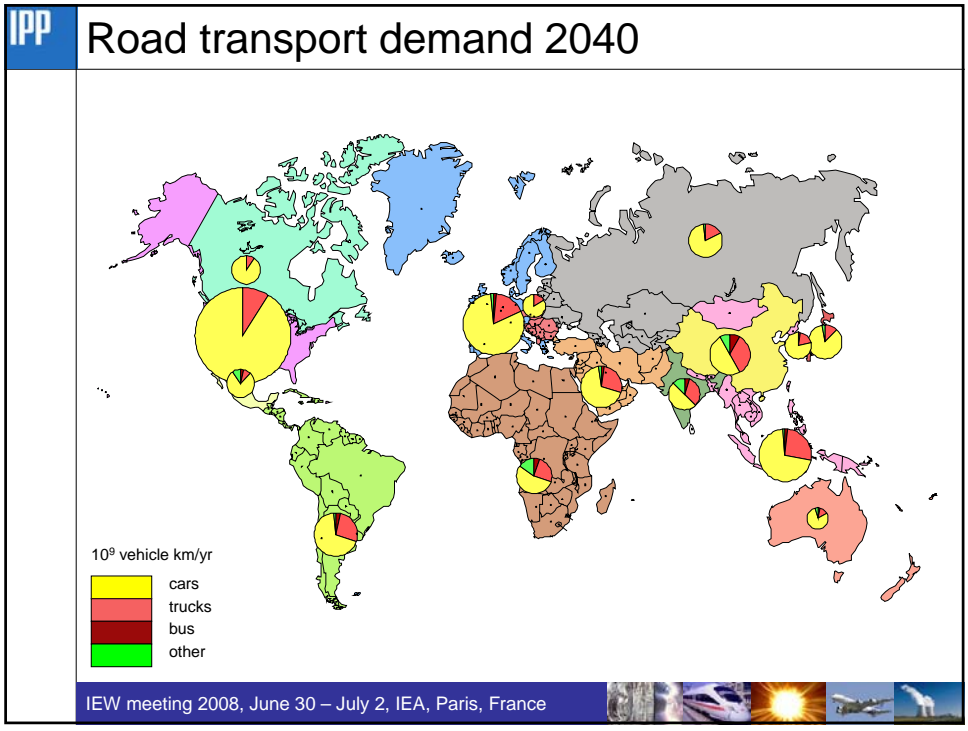 IPP
Road transport demand 2040
10⁹ vehicle km/yr
cars
trucks
bus
other
IEW meeting 2008, June 30 – July 2, IEA, Paris, France